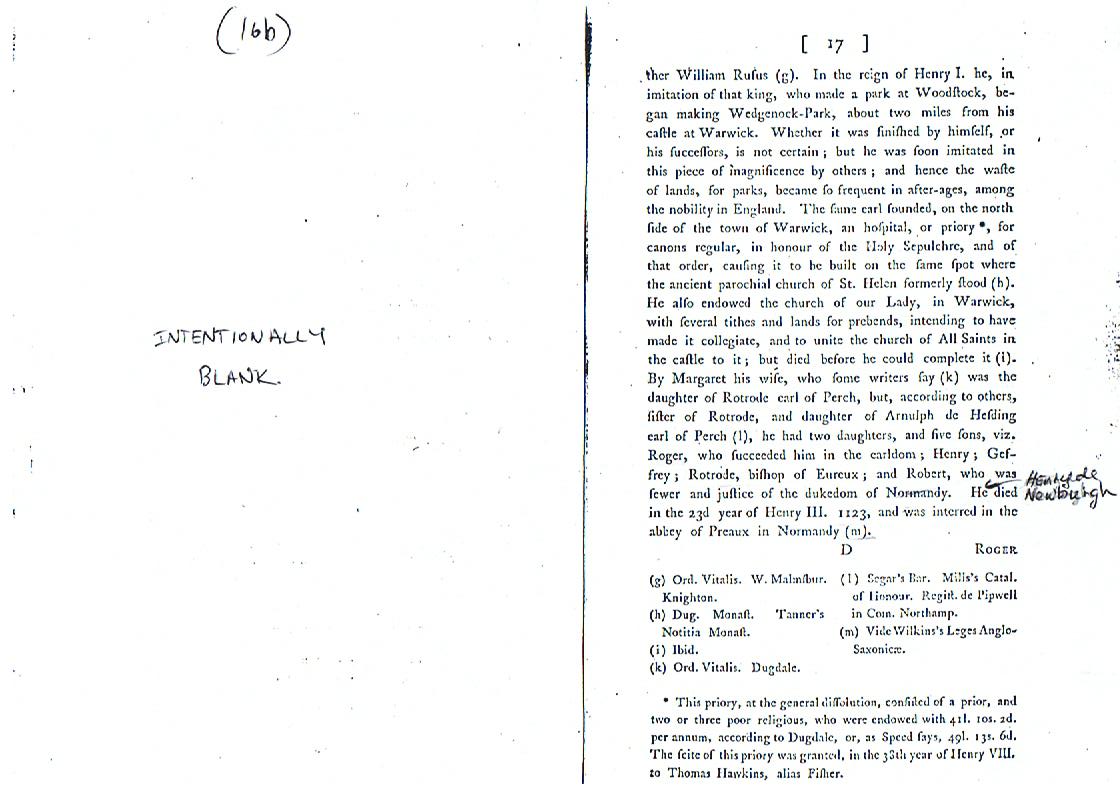 (16b)
INTENTIONALLY
BLANK.
[ 17 ]
ther William Rufus (g). In the reign of Henry I. he, in
imitation of that king, who made a park at Woodſtock, be-
gan making Wedgenock-Park, about two miles from his
caſtle at Warwick. Whether it was finiſhed by himſelf, or
his ſucceſſors, is not certain; but he was ſoon imitated in
this piece of magnificence by others; and hence the waſte
of lands, for parks, became ſo frequent in after-ages, among
the nobility in England. The ſame earl founded, on the north
ſide of the town of Warwick, an hoſpital, or priory *, for
canons regular, in honour of the Holy Sepulchre, and of
that order, cauſing it to be built on the ſame ſpot where
the ancient parochial church of St. Helen formerly ſtood (h).
He alſo endowed the church of our Lady, in Warwick,
with ſeveral tithes and lands for prebends, intending to have
made it collegiate, and to unite the church of All Saints in
the caſtle to it; but died before he could complete it (i).
By Margaret his wife, who ſome writers ſay (k) was the
daughter of Rotrode earl of Perch, but, according to others,
ſiſter of Rotrode, and daughter of Arnulph de Heſding
earl of Perch (l), he had two daughters, and five ſons, viz.
Roger, who ſucceeded him in the earldom; Henry; Gef-
frey; Rotrode, biſhop of Eureux; and Robert, who was
ſewer and juſtice of the dukedom of Normandy. He died
in the 23d year of Henry III. 1123, and was interred in the
abbey of Preaux in Normandy (m).
Henry de
Newburgh
D ROGER
(g) Ord. Vitalis. W. Malmſbur.
Knighton.
(h) Dug. Monaſt. Tanner's
Notitia Monaſt.
(i) Ibid.
(k) Ord. Vitalis. Dugdale.
(l) Segar's Bar. Mills's Catal.
of Honour. Regiſt. de Pipwell
in Com. Northamp.
(m) Vide Wilkins's Leges Anglo-
Saxonicæ.
* This priory, at the general diſſolution, conſiſted of a prior, and
two or three poor religious, who were endowed with 41l. 10s. 2d.
per annum, according to Dugdale, or, as Speed ſays, 49l. 13s. 6d.
The ſcite of this priory was granted, in the 38th year of Henry VIII.
to Thomas Hawkins, alias Fiſher.